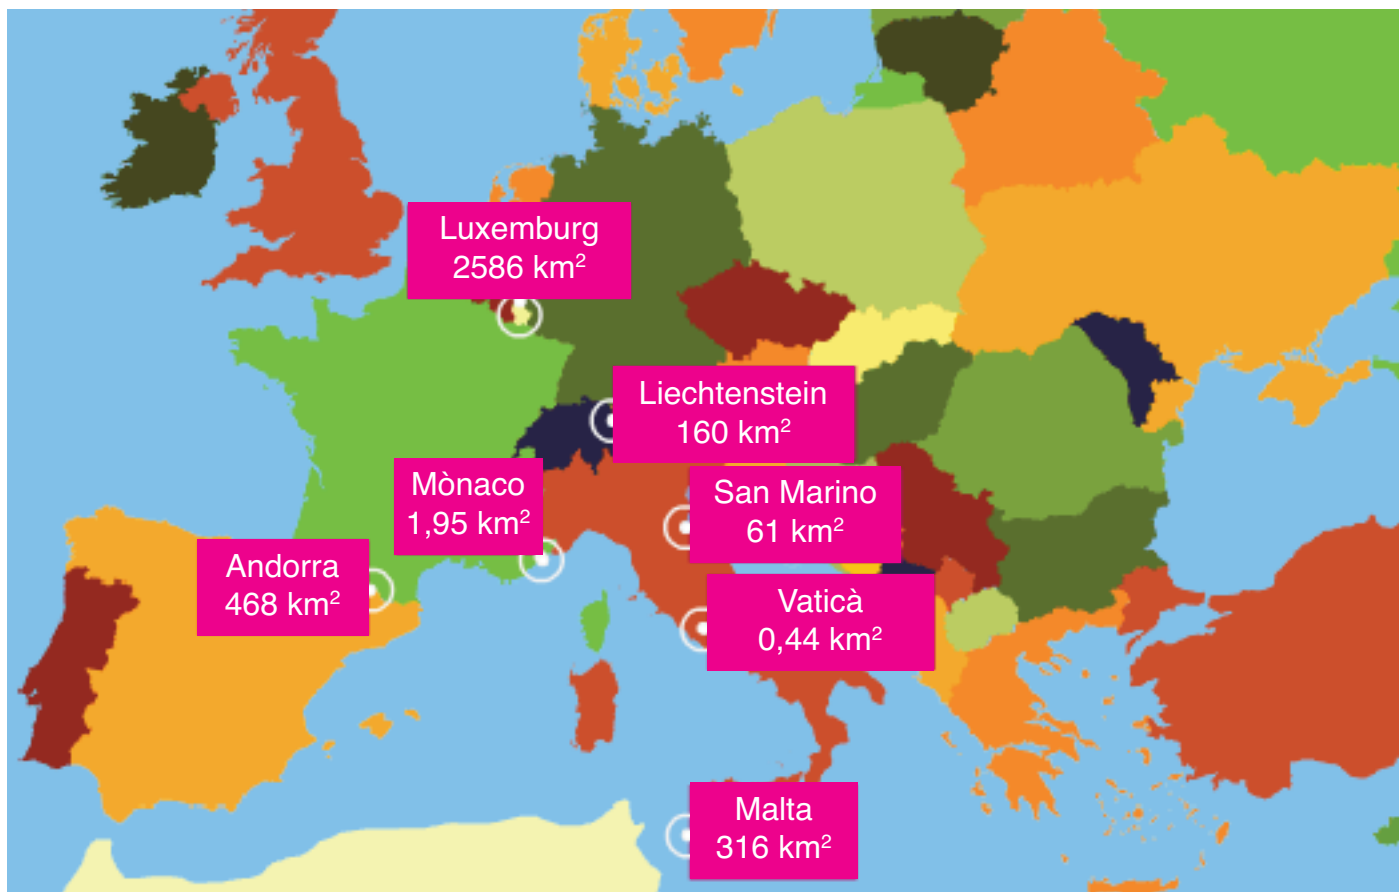 Luxemburg
2586 km²
Liechtenstein
160 km²
Mònaco
1,95 km²
San Marino
61 km²
Andorra
468 km²
Vaticà
0,44 km²
Malta
316 km²